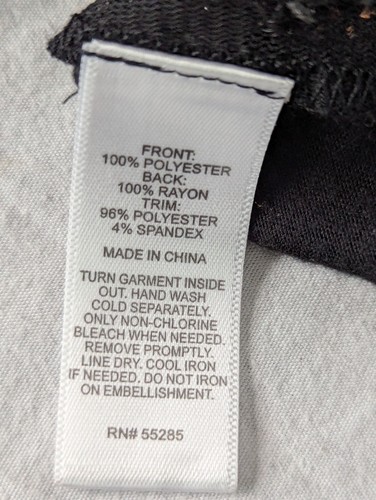 FRONT:
100% POLYESTER
BACK:
100% RAYON
TRIM:
96% POLYESTER
4% SPANDEX
MADE IN CHINA
TURN GARMENT INSIDE
OUT. HAND WASH
COLD SEPARATELY.
ONLY NON-CHLORINE
BLEACH WHEN NEEDED.
REMOVE PROMPTLY.
LINE DRY. COOL IRON
IF NEEDED. DO NOT IRON
ON EMBELLISHMENT.
RN# 55285